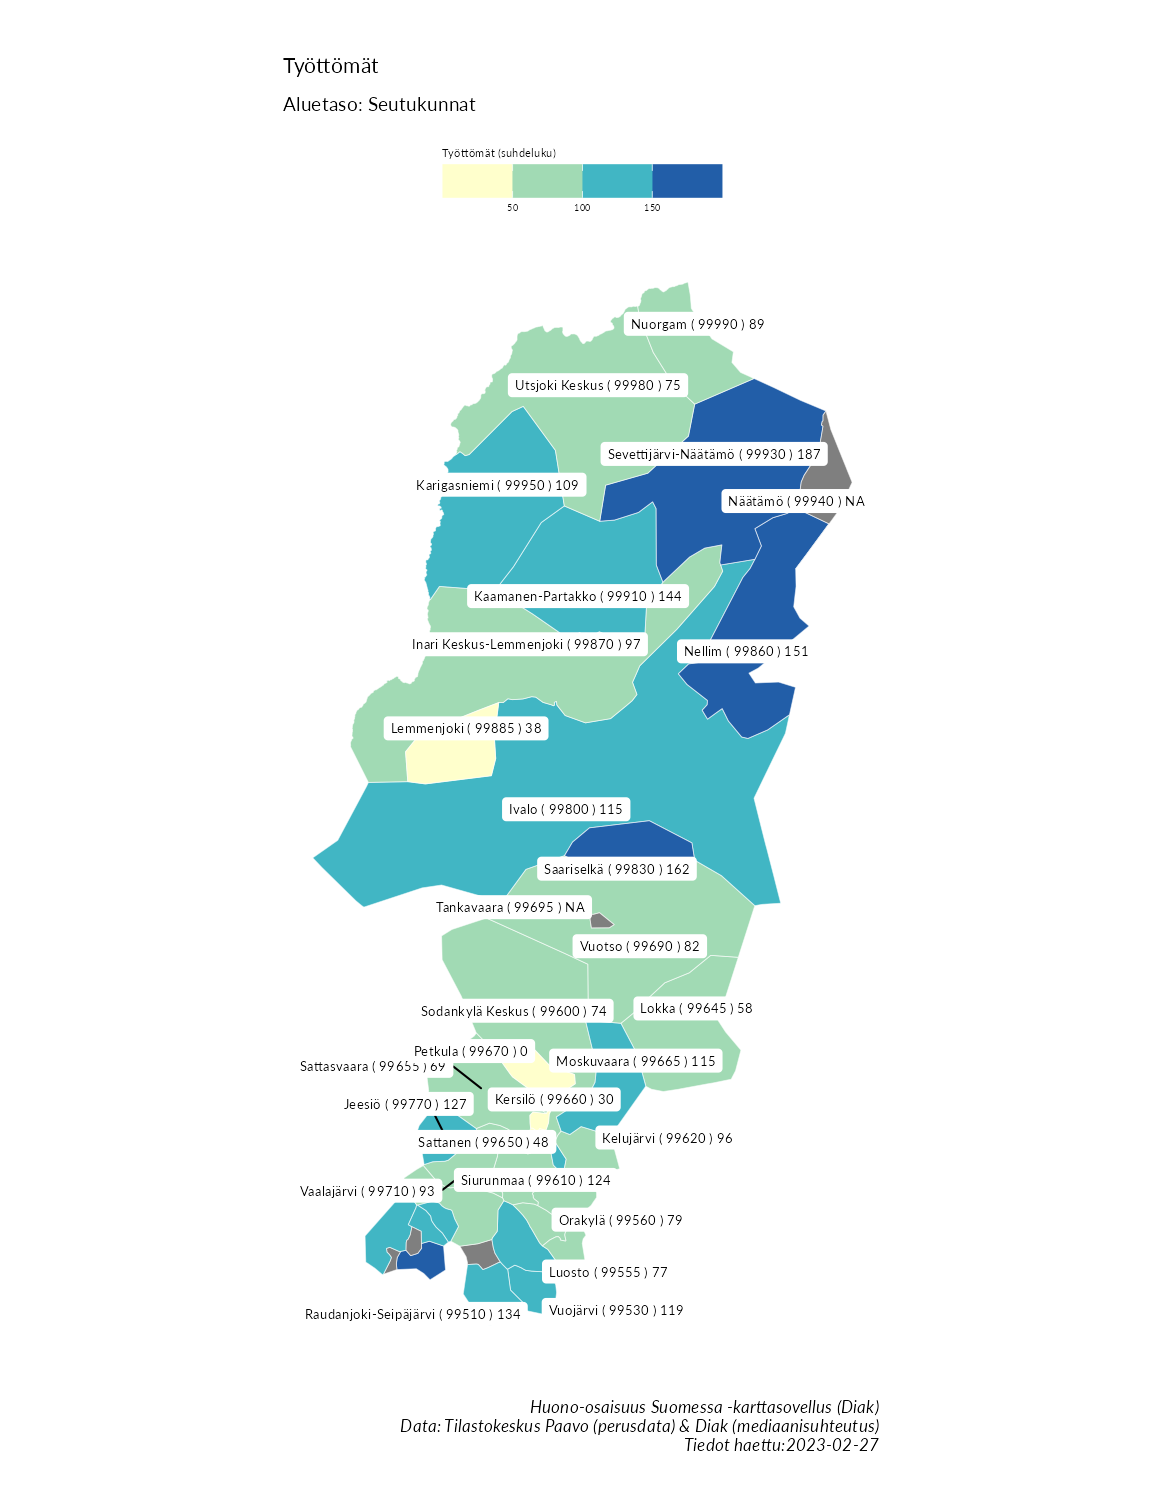 Työttömät
Aluetaso: Seutukunnat
Työttömät (suhdeluku)
50 100 150
Nuorgam ( 99990 ) 89
Utsjoki Keskus ( 99980 ) 75
Sevettijärvi-Näätämö ( 99930 ) 187
Karigasniemi ( 99950 ) 109
Näätämö ( 99940 ) NA
Kaamanen-Partakko ( 99910 ) 144
Inari Keskus-Lemmenjoki ( 99870 ) 97
Nellim ( 99860 ) 151
Lemmenjoki ( 99885 ) 38
Ivalo ( 99800 ) 115
Saariselkä ( 99830 ) 162
Tankavaara ( 99695 ) NA
Vuotso ( 99690 ) 82
Lokka ( 99645 ) 58
Sodankylä Keskus ( 99600 ) 74
Petkula ( 99670 ) 0
Moskuvaara ( 99665 ) 115
Sattasvaara ( 99655 ) 69
Kersilö ( 99660 ) 30
Jeesiö ( 99770 ) 127
Kelujärvi ( 99620 ) 96
Sattanen ( 99650 ) 48
Siurunmaa ( 99610 ) 124
Vaalajärvi ( 99710 ) 93
Orakylä ( 99560 ) 79
Luosto ( 99555 ) 77
Vuojärvi ( 99530 ) 119
Raudanjoki-Seipäjärvi ( 99510 ) 134
Huono-osaisuus Suomessa -karttasovellus (Diak)
Data: Tilastokeskus Paavo (perusdata) & Diak (mediaanisuhteutus)
Tiedot haettu:2023-02-27